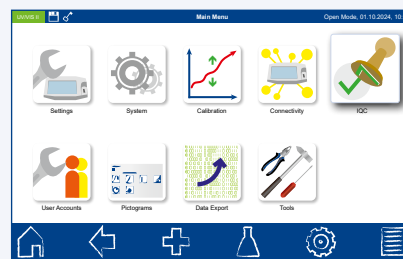 UV/VIS II Main Menu Open Mode, 01.10.2024, 10:
Settings System Calibration Connectivity IQC
User Accounts Pictograms Data Export Tools